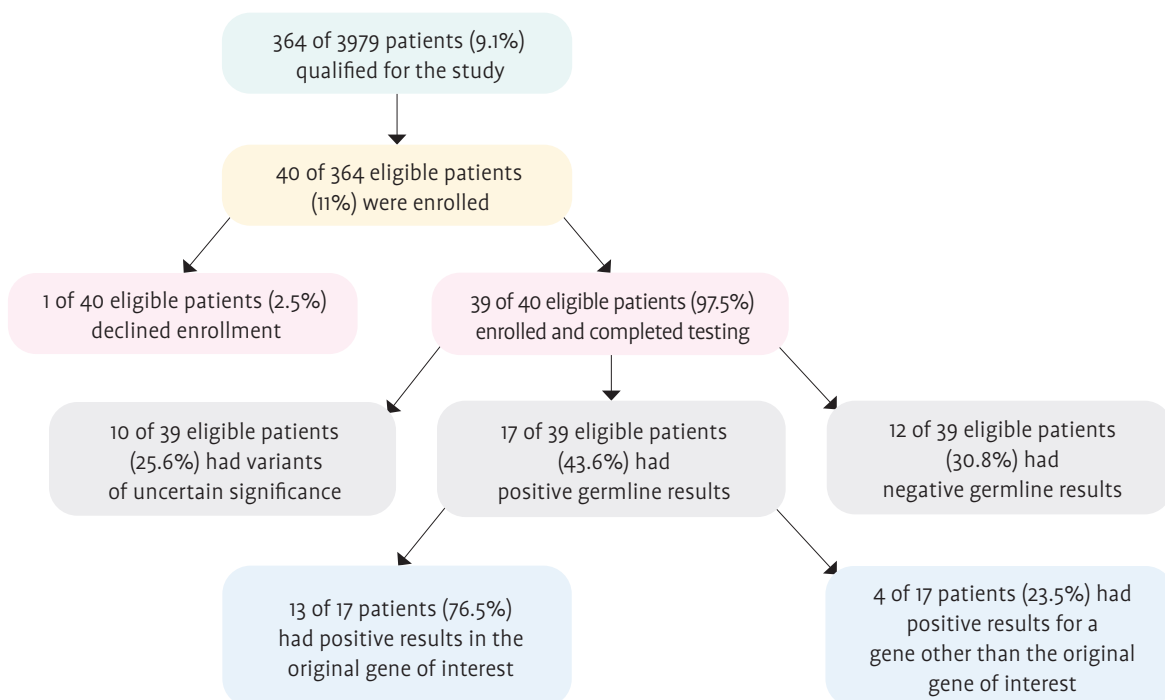 364 of 3979 patients (9.1%)
qualified for the study
40 of 364 eligible patients
(11%) were enrolled
1 of 40 eligible patients (2.5%)
declined enrollment
39 of 40 eligible patients (97.5%)
enrolled and completed testing
10 of 39 eligible patients
(25.6%) had variants
of uncertain significance
17 of 39 eligible patients
(43.6%) had
positive germline results
12 of 39 eligible patients
(30.8%) had
negative germline results
13 of 17 patients (76.5%)
had positive results in the
original gene of interest
4 of 17 patients (23.5%) had
positive results for a
gene other than the original
gene of interest